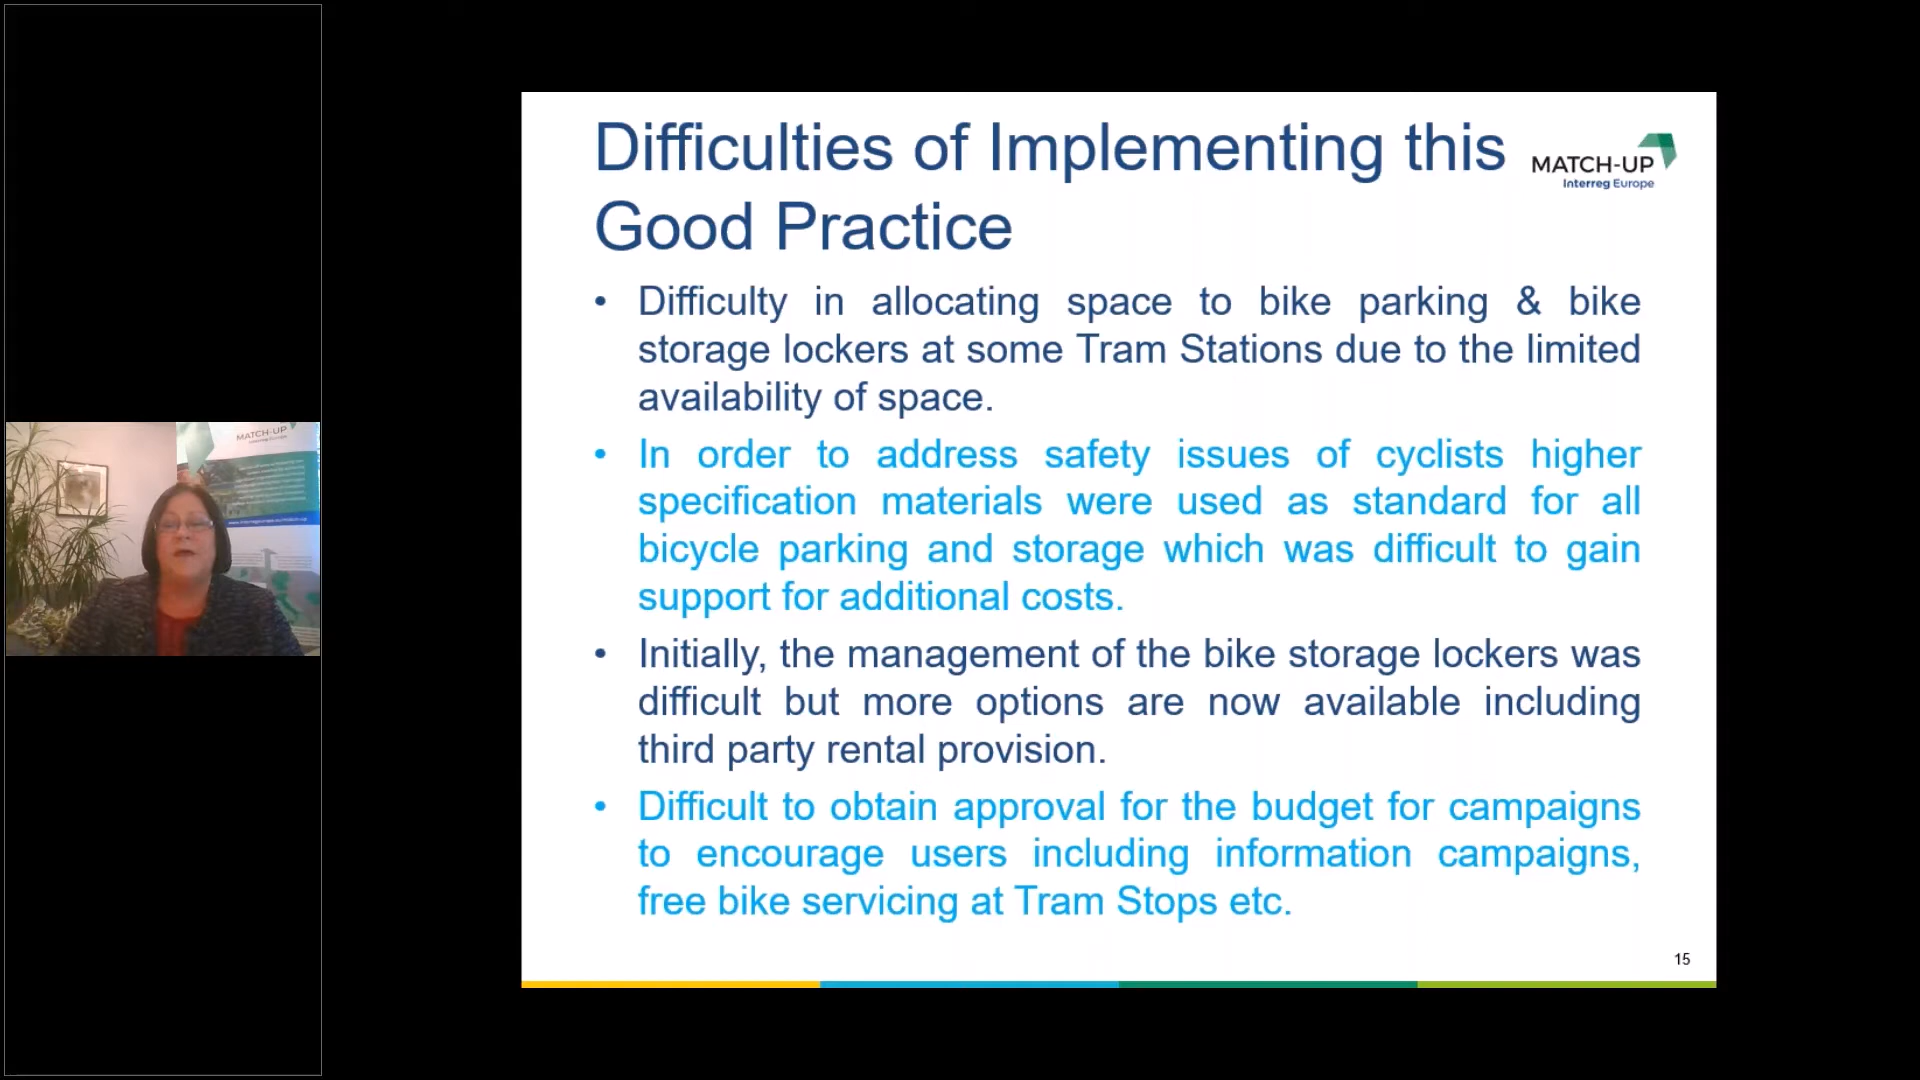 Difficulties of Implementing this
Good Practice
MATCH-UP
Interreg Europe
• Difficulty in allocating space to bike parking & bike
storage lockers at some Tram Stations due to the limited
availability of space.
• In order to address safety issues of cyclists higher
specification materials were used as standard for all
bicycle parking and storage which was difficult to gain
support for additional costs.
• Initially, the management of the bike storage lockers was
difficult but more options are now available including
third party rental provision.
• Difficult to obtain approval for the budget for campaigns
to encourage users including information campaigns,
free bike servicing at Tram Stops etc.
15
MATCH-UP